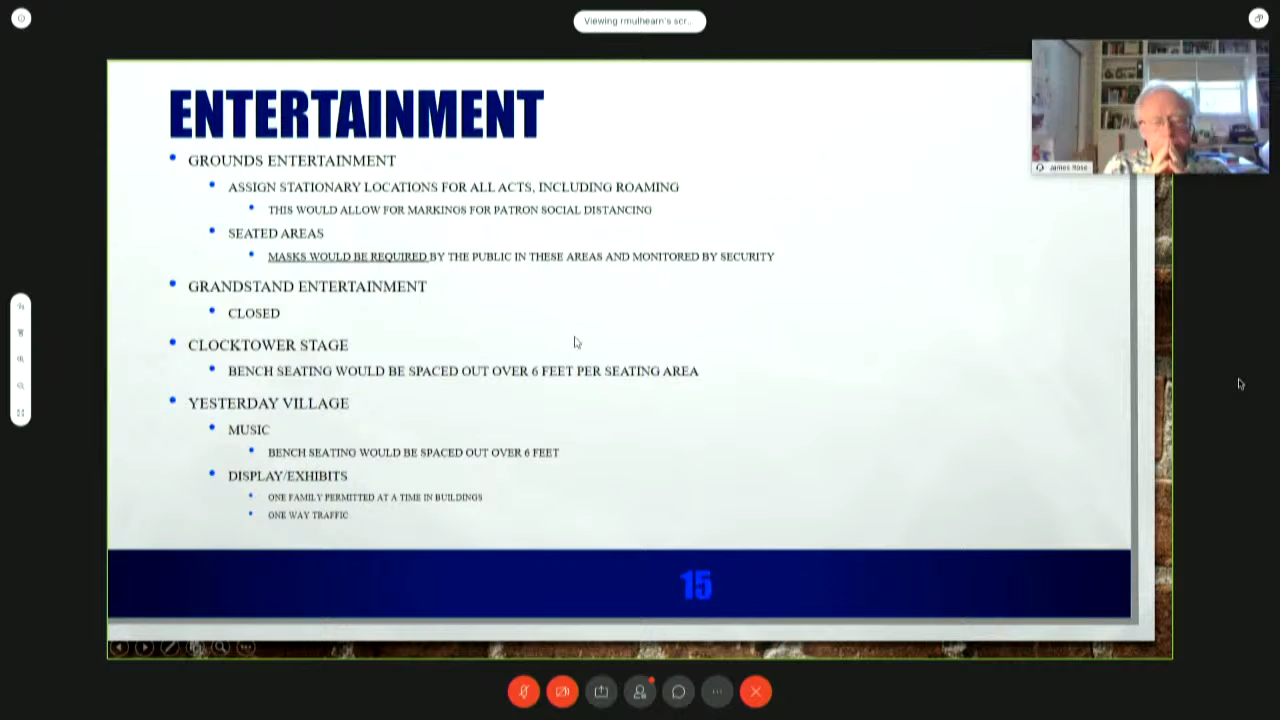 Viewing rmulhearn's scr...
ENTERTAINMENT
GROUNDS ENTERTAINMENT
ASSIGN STATIONARY LOCATIONS FOR ALL ACTS, INCLUDING ROAMING
THIS WOULD ALLOW FOR MARKINGS FOR PATRON SOCIAL DISTANCING
SEATED AREAS
MASKS WOULD BE REQUIRED BY THE PUBLIC IN THESE AREAS AND MONITORED BY SECURITY
GRANDSTAND ENTERTAINMENT
CLOSED
CLOCKTOWER STAGE
BENCH SEATING WOULD BE SPACED OUT OVER 6 FEET PER SEATING AREA
YESTERDAY VILLAGE
MUSIC
BENCH SEATING WOULD BE SPACED OUT OVER 6 FEET
DISPLAY/EXHIBITS
ONE FAMILY PERMITTED AT A TIME IN BUILDINGS
ONE WAY TRAFFIC
15
James Rose